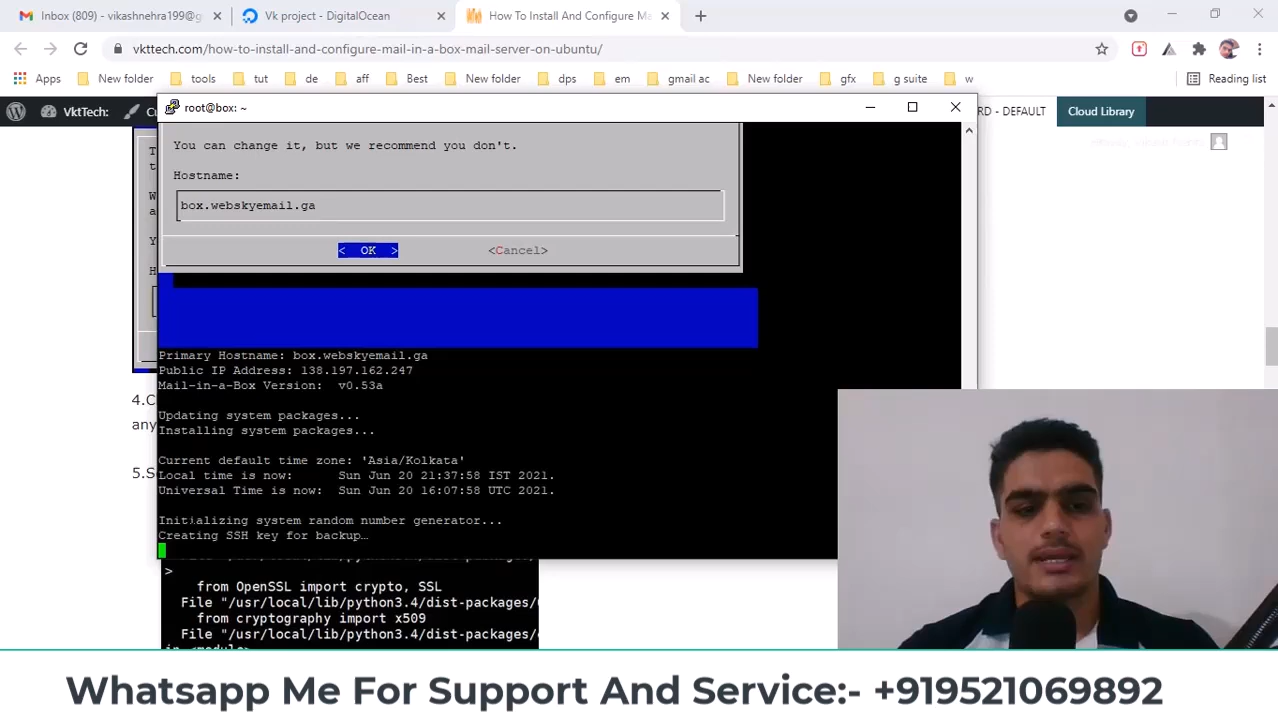 Inbox (809) - vikashnehra199@g
Vk project - DigitalOcean
How To Install And Configure Ma
vkttech.com/how-to-install-and-configure-mail-in-a-box-mail-server-on-ubuntu/
Apps
New folder
tools
tut
de
aff
Best
New folder
dps
em
gmail ac
New folder
gfx
g suite
w
Reading list
VktTech:
root@box: ~
RD - DEFAULT
Cloud Library
You can change it, but we recommend you don't.
Hostname:
box.webskyemail.ga
< OK >
<Cancel>
Primary Hostname: box.webskyemail.ga
Public IP Address: 138.197.162.247
Mail-in-a-Box Version: v0.53a
4.C
Updating system packages...
any
Installing system packages...
Current default time zone: 'Asia/Kolkata'
5.S
Local time is now: Sun Jun 20 21:37:58 IST 2021.
Universal Time is now: Sun Jun 20 16:07:58 UTC 2021.
Initializing system random number generator...
Creating SSH key for backup…
>
from OpenSSL import crypto, SSL
File "/usr/local/lib/python3.4/dist-packages/
from cryptography import x509
File "/usr/local/lib/python3.4/dist-packages/
in <module>
Whatsapp Me For Support And Service:- +919521069892